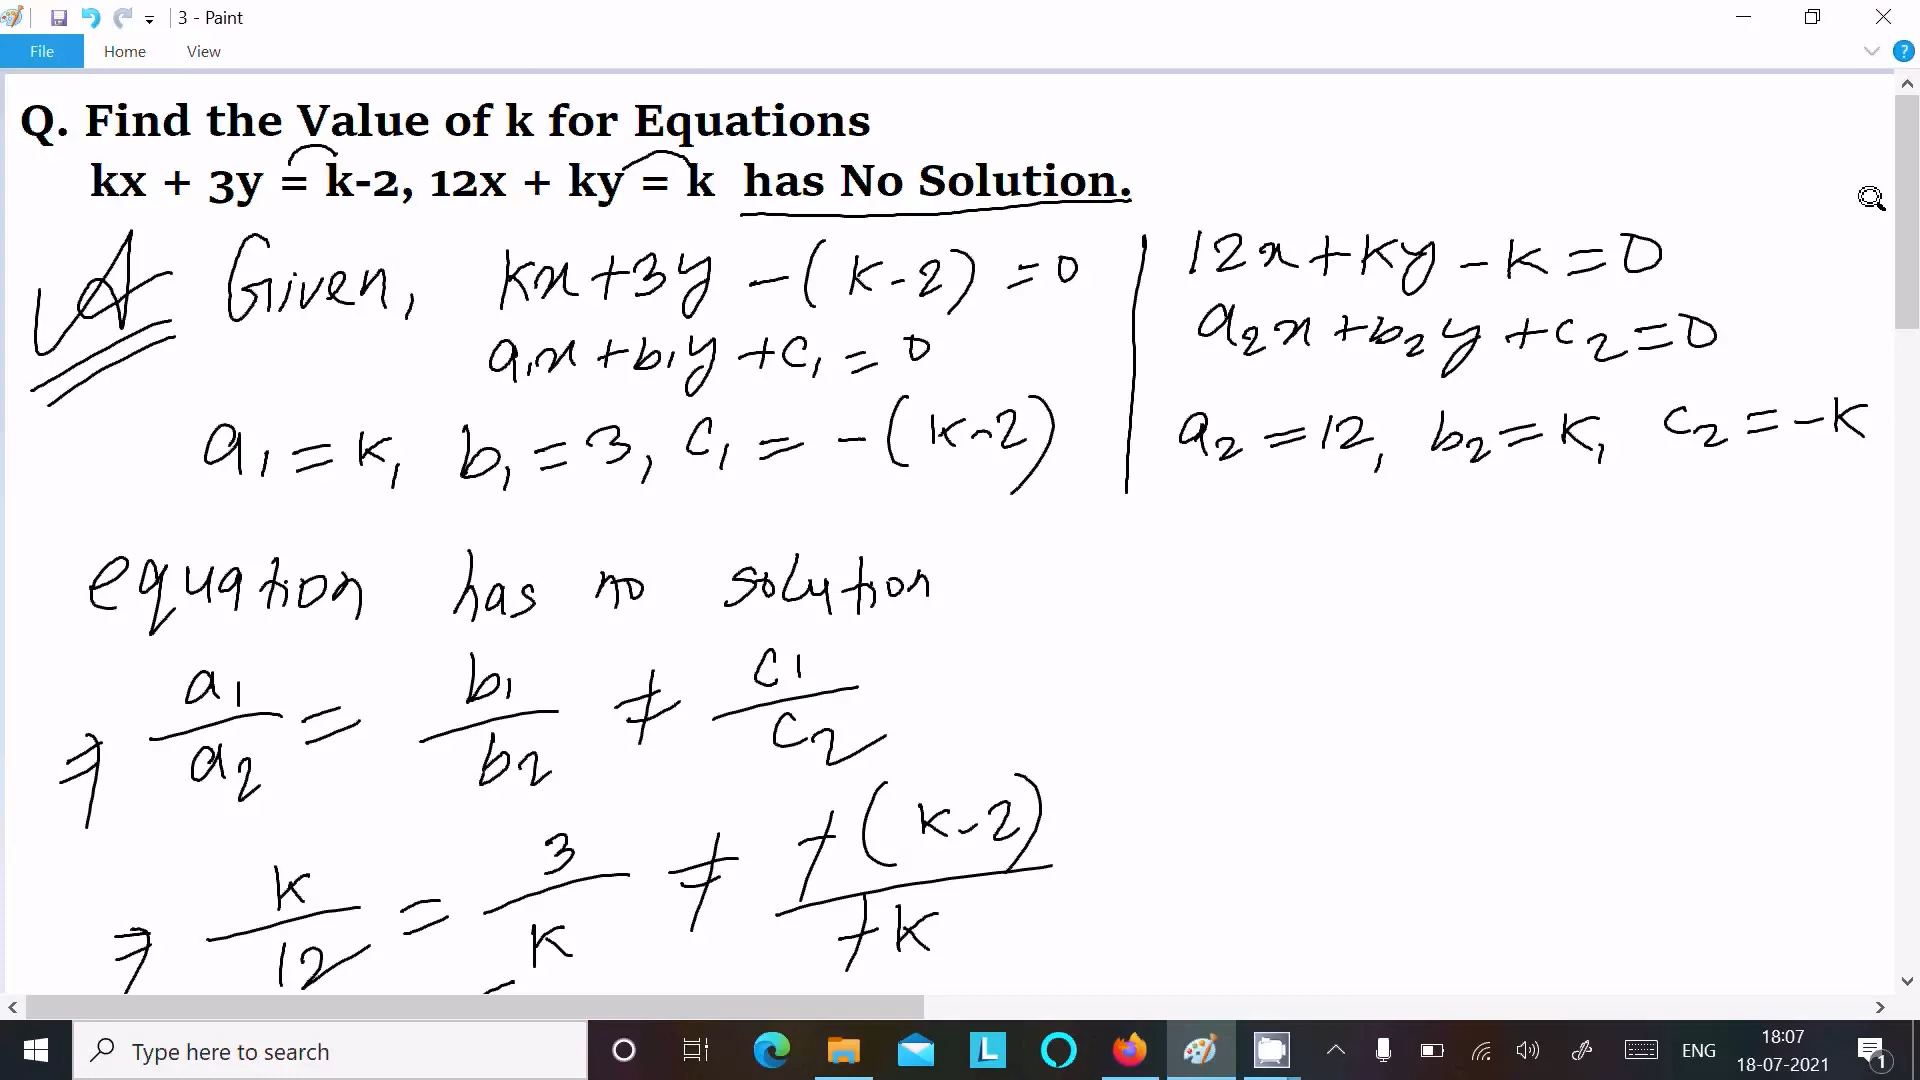 3 - Paint
File Home View
Q. Find the Value of k for Equations
kx + 3y = k-2, 12x + ky = k has No Solution.
Given, kx+3y -(k-2) =0
a₁x +b₁y +c₁ = 0
a₁ = k, b₁ = 3, c₁ = -(k-2)
12x+ky -k =0
a₂x +b₂y +c₂=0
a₂ =12, b₂ = k, c₂ = -k
equation has no solution
⇒ a₁/a₂ = b₁/b₂ ≠ c₁/c₂
⇒ k/12 = 3/k ≠ -(k-2)/-k
Type here to search
ENG
18:07
18-07-2021
1